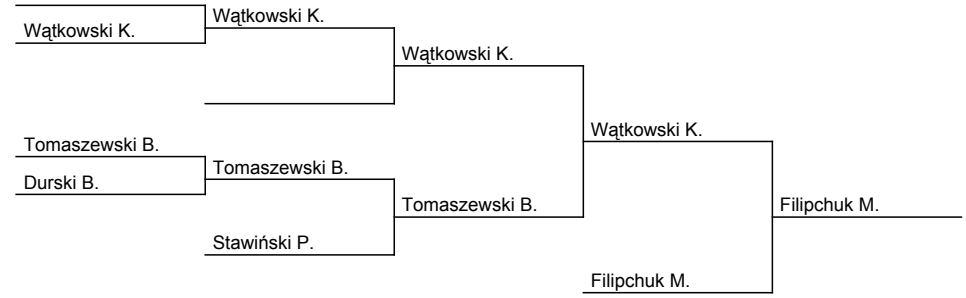 Wątkowski K.
Wątkowski K.
Wątkowski K.
Wątkowski K.
Tomaszewski B.
Tomaszewski B.
Durski B.
Tomaszewski B.
Filipchuk M.
Stawiński P.
Filipchuk M.